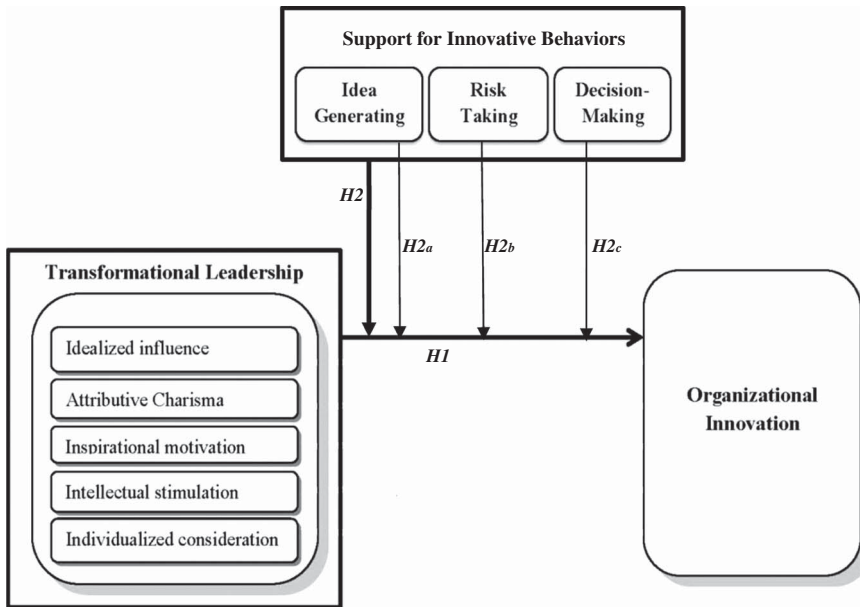 Support for Innovative Behaviors
Idea
Generating
Risk
Taking
Decision-
Making
H2
H2a
H2b
H2c
Transformational Leadership
Idealized influence
Attributive Charisma
Inspirational motivation
Intellectual stimulation
Individualized consideration
H1
Organizational
Innovation